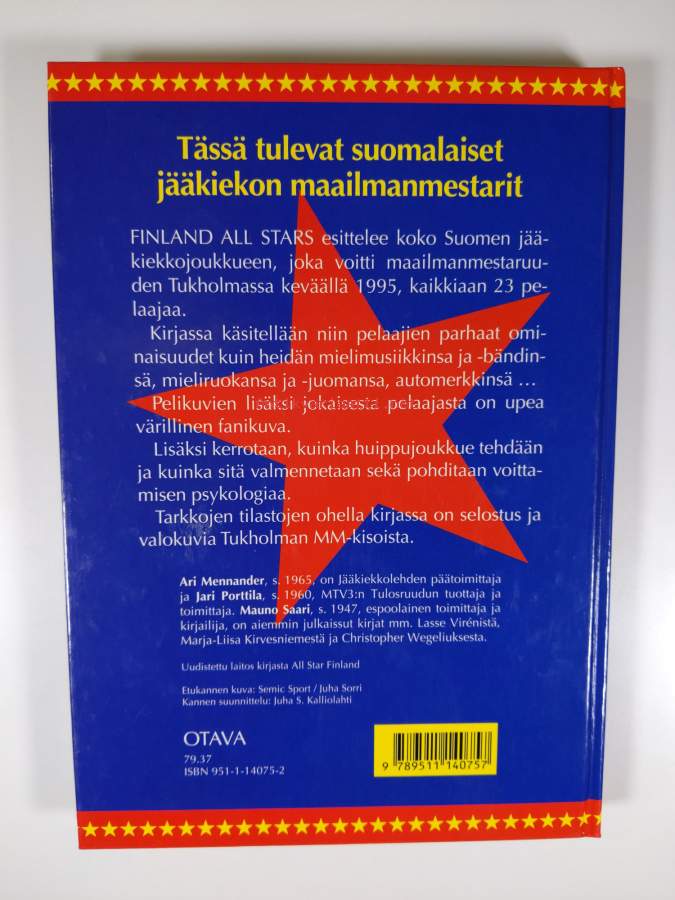 Tässä tulevat suomalaiset
jääkiekon maailmanmestarit
FINLAND ALL STARS esittelee koko Suomen jää-
kiekkojoukkueen, joka voitti maailmanmestaruu-
den Tukholmassa keväällä 1995, kaikkiaan 23 pe-
laajaa.
Kirjassa käsitellään niin pelaajien parhaat omi-
naisuudet kuin heidän mielimusiikkinsa ja -bändin-
sä, mieliruokansa ja -juomansa, automerkkinsä ...
Pelikuvien lisäksi jokaisesta pelaajasta on upea
värillinen fanikuva.
Lisäksi kerrotaan, kuinka huippujoukkue tehdään
ja kuinka sitä valmennetaan sekä pohditaan voitta-
misen psykologiaa.
Tarkkojen tilastojen ohella kirjassa on selostus ja
valokuvia Tukholman MM-kisoista.
Ari Mennander, s. 1965, on Jääkiekkolehden päätoimittaja
ja Jari Porttila, s. 1960, MTV3:n Tulosruudun tuottaja ja
toimittaja. Mauno Saari, s. 1947, espoolainen toimittaja ja
kirjailija, on aiemmin julkaissut kirjat mm. Lasse Virénistä,
Marja-Liisa Kirvesniemestä ja Christopher Wegeliuksesta.
Uudistettu laitos kirjasta All Star Finland
Etukannen kuva: Semic Sport / Juha Sorri
Kannen suunnittelu: Juha S. Kalliolahti
OTAVA
79.37
ISBN 951-1-14075-2
9 789511 140757